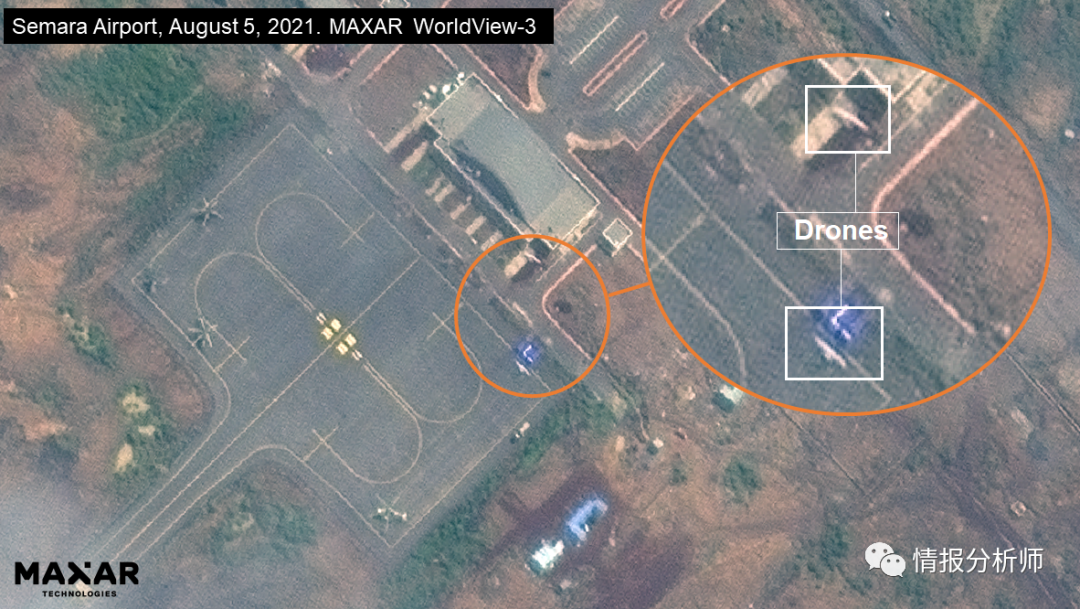 Semara Airport, August 5, 2021. MAXAR WorldView-3
Drones
MAXAR
TECHNOLOGIES
情报分析师